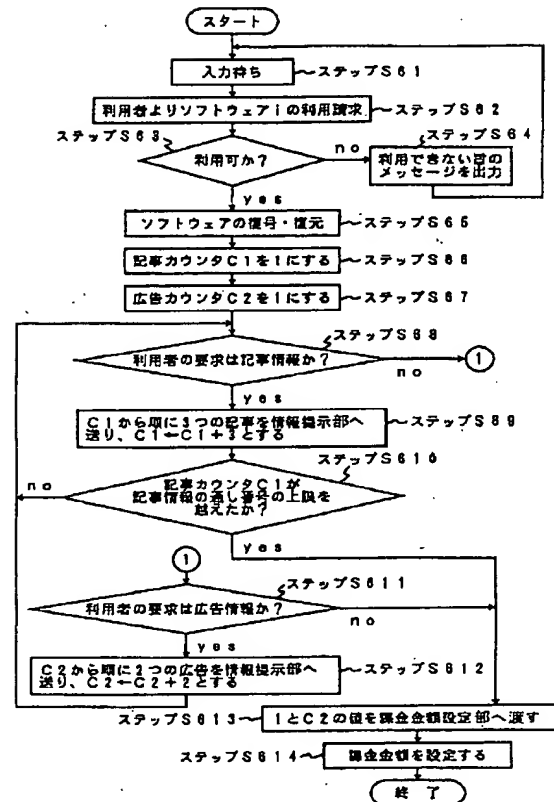 スタート
入力待ち
ステップS61
利用者よりソフトウェアiの利用請求
ステップS62
ステップS63
利用可か?
no
ステップS64
利用できない旨の
メッセージを出力
yes
ソフトウェアの復号・復元
ステップS65
記事カウンタC1を1にする
ステップS66
広告カウンタC2を1にする
ステップS67
ステップS68
利用者の要求は記事情報か?
no
1
yes
C1から順に3つの記事を情報提示部へ
送り、C1←C1+3とする
ステップS69
ステップS610
記事カウンタC1が
記事情報の通し番号の上限を
越えたか?
no
yes
1
ステップS611
利用者の要求は広告情報か?
no
yes
C2から順に2つの広告を情報提示部へ
送り、C2←C2+2とする
ステップS612
ステップS613
1とC2の値を課金金額設定部へ渡す
ステップS614
課金金額を設定する
終了